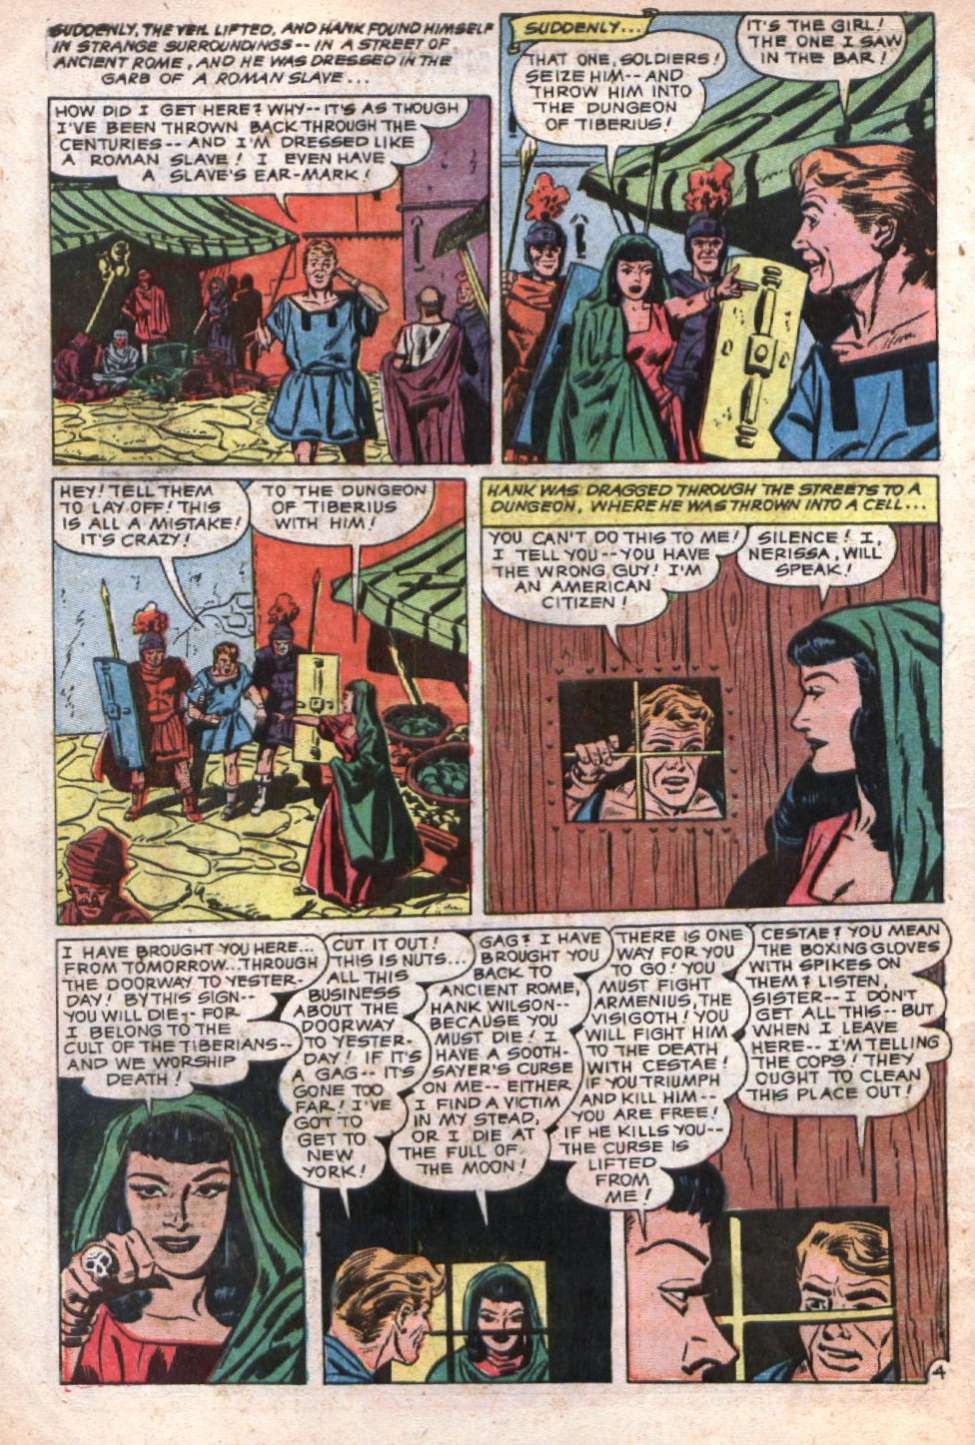 SUDDENLY, THE VEIL LIFTED, AND HANK FOUND HIMSELF
IN STRANGE SURROUNDINGS-- IN A STREET OF
ANCIENT ROME, AND HE WAS DRESSED IN THE
GARB OF A ROMAN SLAVE...
HOW DID I GET HERE? WHY-- IT'S AS THOUGH
I'VE BEEN THROWN BACK THROUGH THE
CENTURIES-- AND I'M DRESSED LIKE
A ROMAN SLAVE! I EVEN HAVE
A SLAVE'S EAR-MARK!
SUDDENLY...
THAT ONE, SOLDIERS!
SEIZE HIM-- AND
THROW HIM INTO
THE DUNGEON
OF TIBERIUS!
IT'S THE GIRL!
THE ONE I SAW
IN THE BAR!
HEY! TELL THEM
TO LAY OFF! THIS
IS ALL A MISTAKE!
IT'S CRAZY!
TO THE DUNGEON
OF TIBERIUS
WITH HIM!
HANK WAS DRAGGED THROUGH THE STREETS TO A
DUNGEON, WHERE HE WAS THROWN INTO A CELL...
YOU CAN'T DO THIS TO ME!
I TELL YOU-- YOU HAVE
THE WRONG GUY! I'M
AN AMERICAN
CITIZEN!
SILENCE! I,
NERISSA, WILL
SPEAK!
I HAVE BROUGHT YOU HERE...
FROM TOMORROW...THROUGH
THE DOORWAY TO YESTER-
DAY! BY THIS SIGN--
YOU WILL DIE-- FOR
I BELONG TO THE
CULT OF THE TIBERIANS--
AND WE WORSHIP
DEATH!
CUT IT OUT!
THIS IS NUTS...
ALL THIS
BUSINESS
ABOUT THE
DOORWAY
TO YESTER-
DAY! IF IT'S
A GAG-- IT'S
GONE TOO
FAR! I'VE
GOT TO
GET TO
NEW
YORK!
GAG? I HAVE
BROUGHT YOU
BACK TO
ANCIENT ROME,
HANK WILSON--
BECAUSE YOU
MUST DIE! I
HAVE A SOOTH-
SAYER'S CURSE
ON ME-- EITHER
I FIND A VICTIM
IN MY STEAD,
OR I DIE AT
THE FULL OF
THE MOON!
THERE IS ONE
WAY FOR YOU
TO GO! YOU
MUST FIGHT
ARMENIUS, THE
VISIGOTH! YOU
WILL FIGHT HIM
TO THE DEATH
WITH CESTAE!
IF YOU TRIUMPH
AND KILL HIM--
YOU ARE FREE!
IF HE KILLS YOU--
THE CURSE IS
LIFTED
FROM
ME!
CESTAE? YOU MEAN
THE BOXING GLOVES
WITH SPIKES ON
THEM? LISTEN,
SISTER-- I DON'T
GET ALL THIS-- BUT
WHEN I LEAVE
HERE-- I'M TELLING
THE COPS! THEY
OUGHT TO CLEAN
THIS PLACE OUT!
4